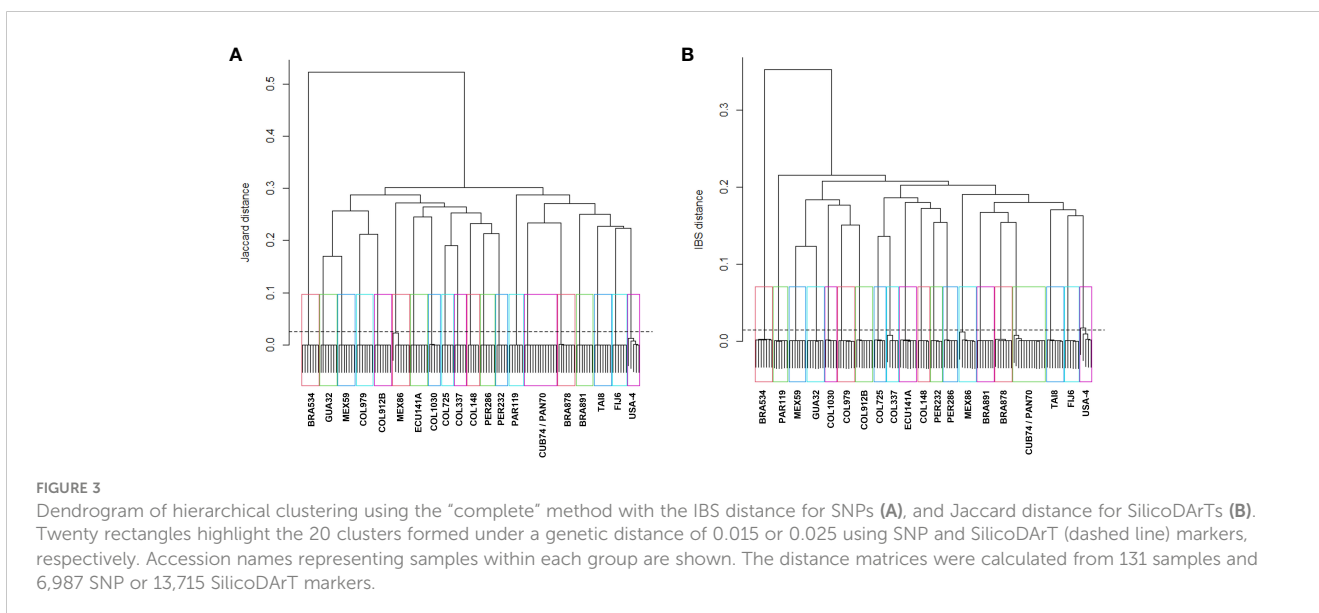 A
Jaccard distance
0.5
0.4
0.3
0.2
0.1
0.0
BRA534
GUA32
MEX59
COL979
COL912B
MEX86
ECU141A
COL1030
COL725
COL337
COL148
PER286
PER232
PAR119
CUB74 / PAN70
BRA878
BRA891
TAI8
FIJ6
USA-4
B
IBS distance
0.3
0.2
0.1
0.0
BRA534
PAR119
MEX59
GUA32
COL1030
COL979
COL912B
COL725
COL337
ECU141A
COL148
PER232
PER286
MEX86
BRA891
BRA878
CUB74 / PAN70
TAI8
FIJ6
USA-4
FIGURE 3
Dendrogram of hierarchical clustering using the “complete” method with the IBS distance for SNPs (A), and Jaccard distance for SilicoDArTs (B).
Twenty rectangles highlight the 20 clusters formed under a genetic distance of 0.015 or 0.025 using SNP and SilicoDArT (dashed line) markers,
respectively. Accession names representing samples within each group are shown. The distance matrices were calculated from 131 samples and
6,987 SNP or 13,715 SilicoDArT markers.